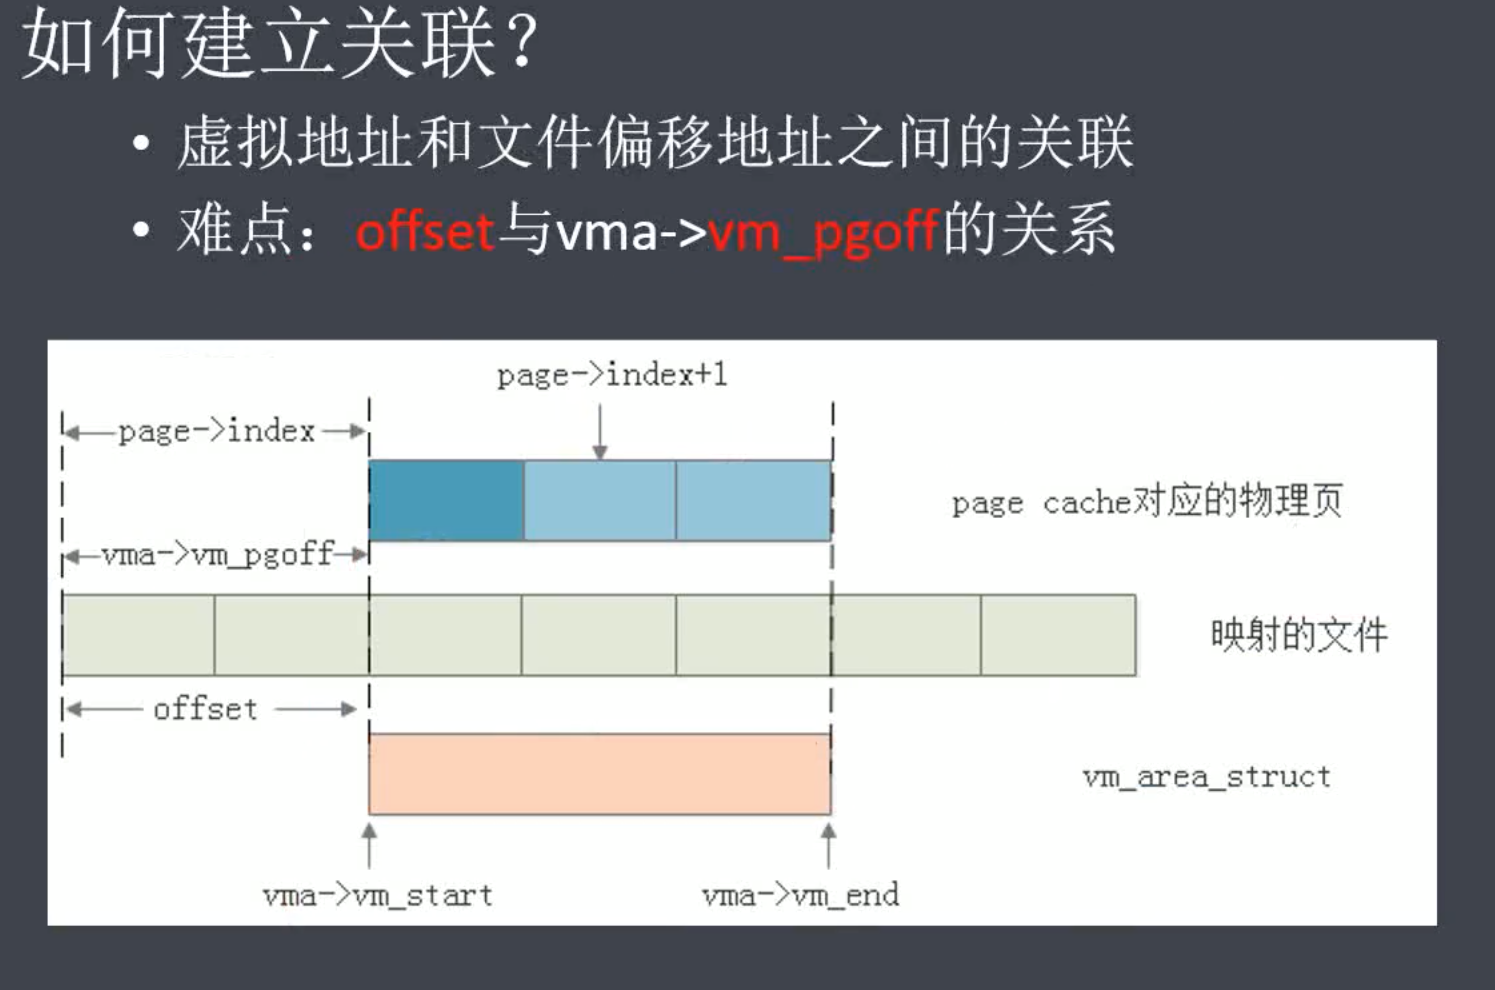 如何建立关联？
• 虚拟地址和文件偏移地址之间的关联
• 难点：offset与vma->vm_pgoff的关系
page->index+1
page->index
page cache对应的物理页
vma->vm_pgoff
映射的文件
offset
vm_area_struct
vma->vm_start
vma->vm_end